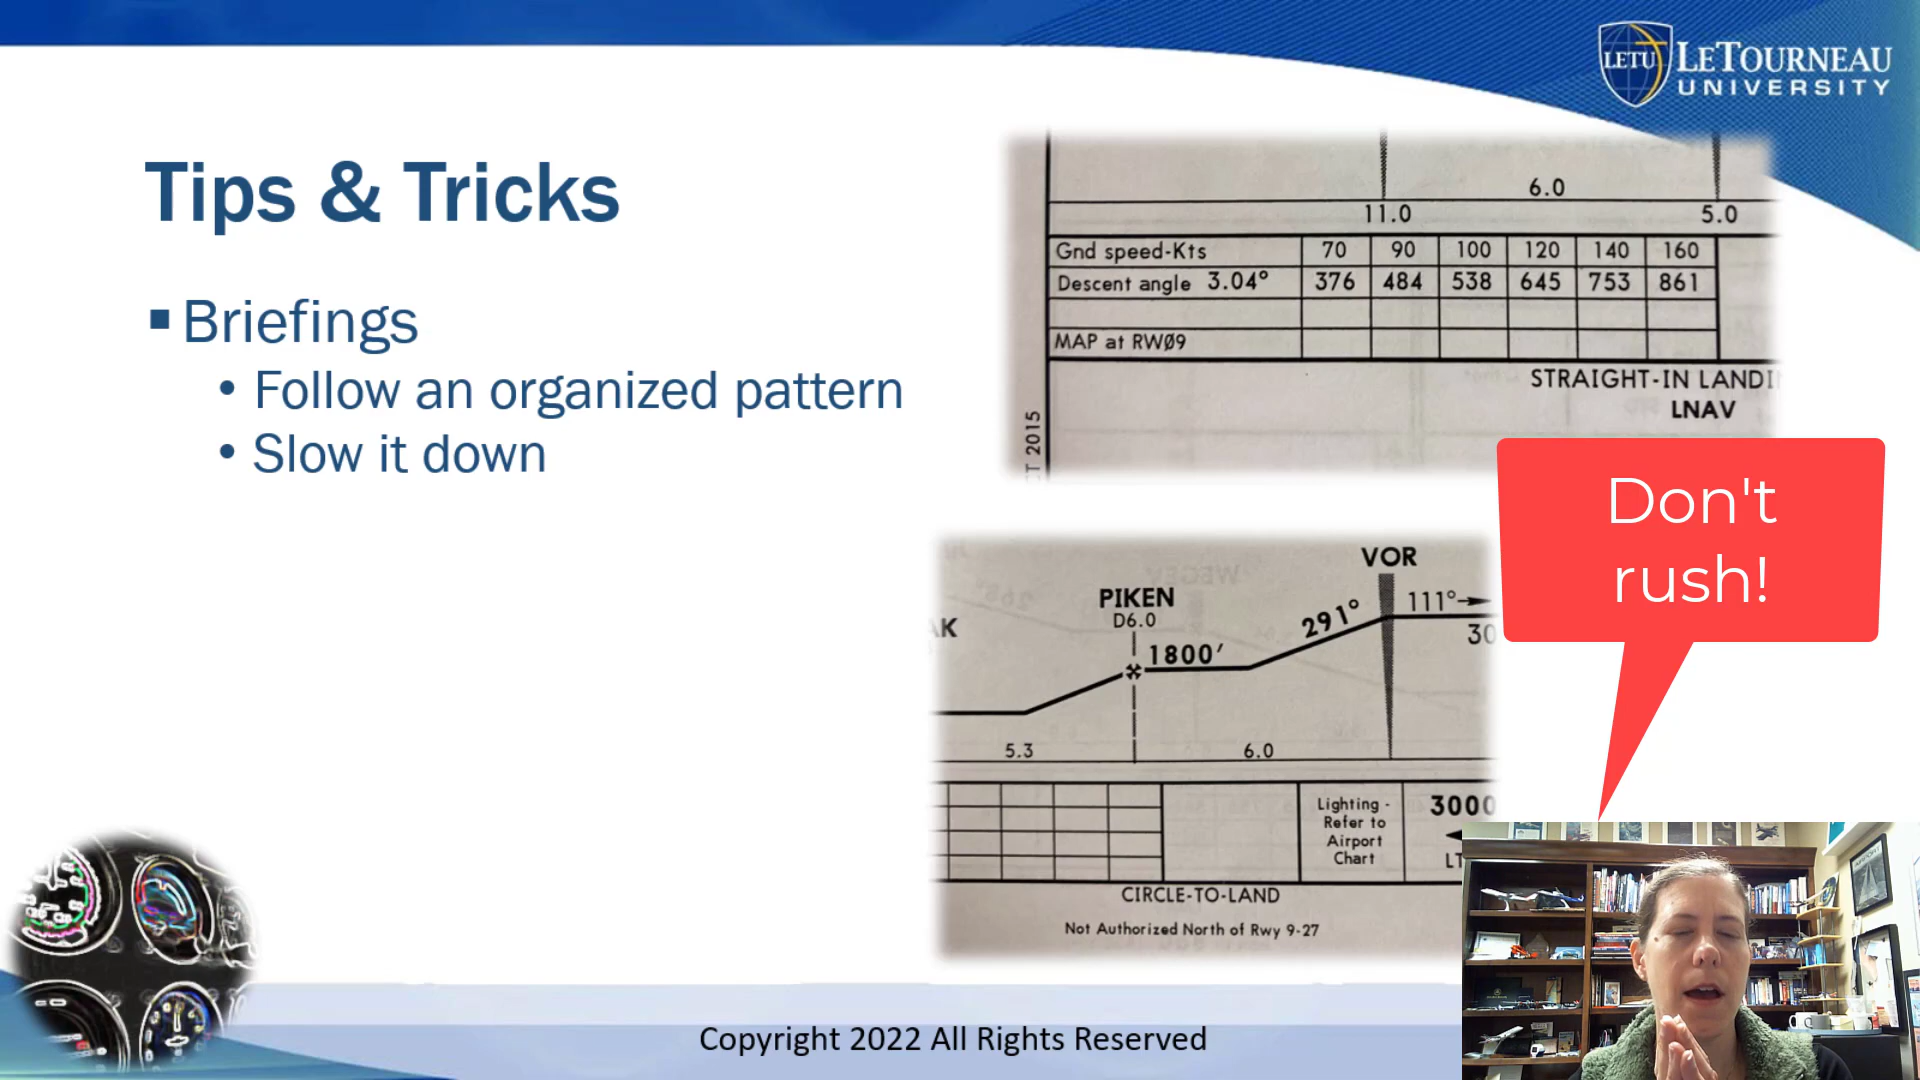 LETU
LETOURNEAU
UNIVERSITY
Tips & Tricks
Briefings
Follow an organized pattern
Slow it down
6.0
11.0 5.0
Gnd speed-Kts 70 90 100 120 140 160
Descent angle 3.04° 376 484 538 645 753 861
MAP at RWØ9
STRAIGHT-IN LANDI
LNAV
T 2015
Don't
rush!
VOR
PIKEN
D6.0
AK
1800′
291°
111°
30
5.3 6.0
Lighting -
Refer to
Airport
Chart
3000
LT
CIRCLE-TO-LAND
Not Authorized North of Rwy 9-27
Copyright 2022 All Rights Reserved